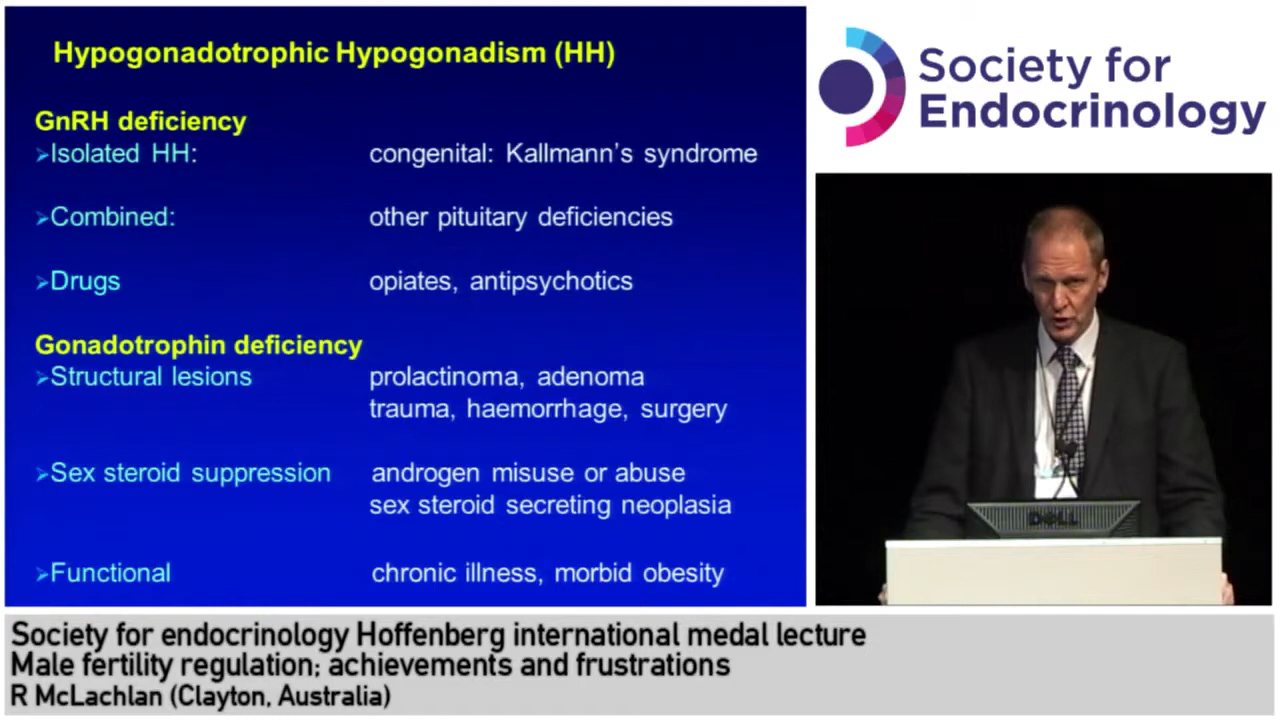 Hypogonadotrophic Hypogonadism (HH)
GnRH deficiency
➢Isolated HH: congenital: Kallmann's syndrome
➢Combined: other pituitary deficiencies
➢Drugs opiates, antipsychotics
Gonadotrophin deficiency
➢Structural lesions prolactinoma, adenoma
trauma, haemorrhage, surgery
➢Sex steroid suppression androgen misuse or abuse
sex steroid secreting neoplasia
➢Functional chronic illness, morbid obesity
Society for
Endocrinology
DELL
Society for endocrinology Hoffenberg international medal lecture
Male fertility regulation; achievements and frustrations
R McLachlan (Clayton, Australia)